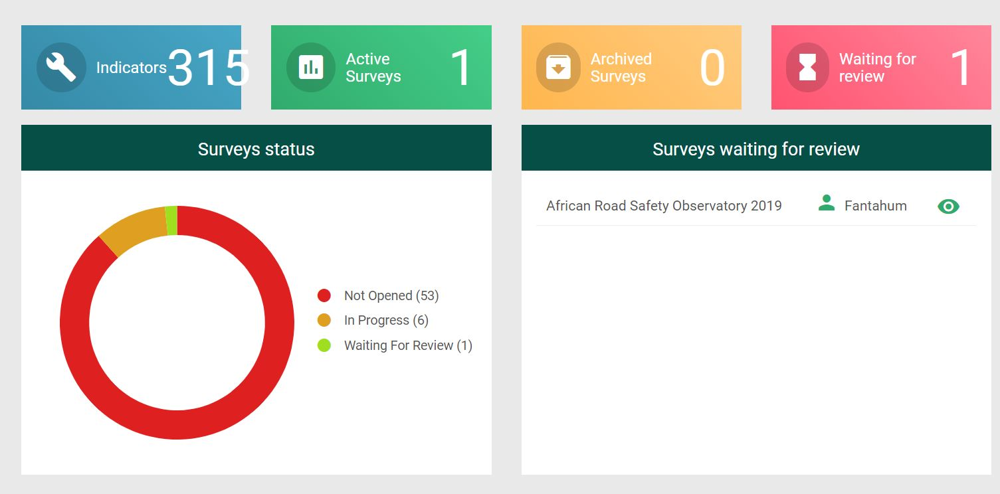 Indicators 315
Active
Surveys 1
Archived
Surveys 0
Waiting for
review 1
Surveys status
Not Opened (53)
In Progress (6)
Waiting For Review (1)
Surveys waiting for review
African Road Safety Observatory 2019 Fantahum